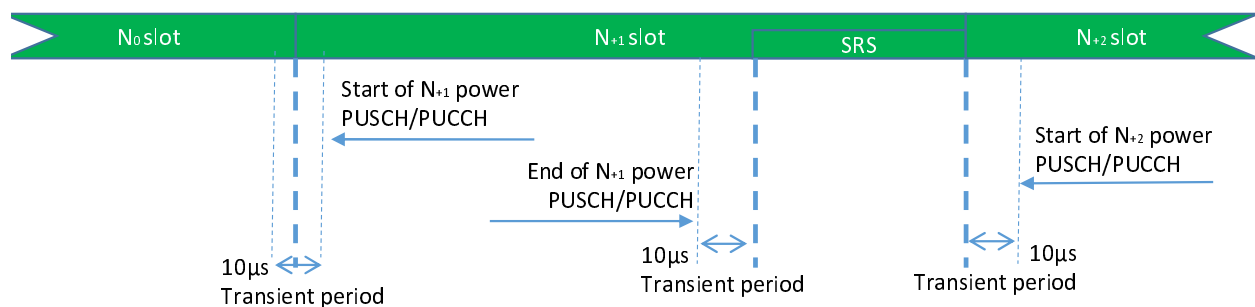 N₀ slot
N₊₁ slot
SRS
N₊₂ slot
Start of N₊₁ power
PUSCH/PUCCH
Start of N₊₂ power
PUSCH/PUCCH
End of N₊₁ power
PUSCH/PUCCH
10µs
Transient period
10µs
Transient period
10µs
Transient period